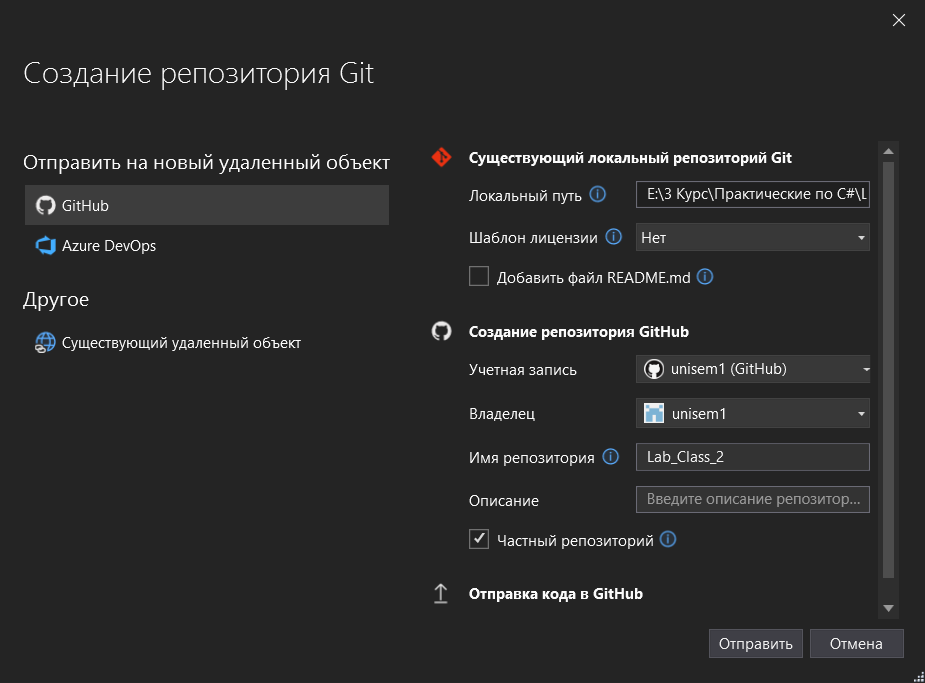 Создание репозитория Git
Отправить на новый удаленный объект
GitHub
Azure DevOps
Другое
Существующий удаленный объект
Существующий локальный репозиторий Git
Локальный путь E:\3 Курс\Практические по C#\L
Шаблон лицензии Нет
Добавить файл README.md
Создание репозитория GitHub
Учетная запись unisem1 (GitHub)
Владелец unisem1
Имя репозитория Lab_Class_2
Описание Введите описание репозитор...
Частный репозиторий
Отправка кода в GitHub
Отправить Отмена